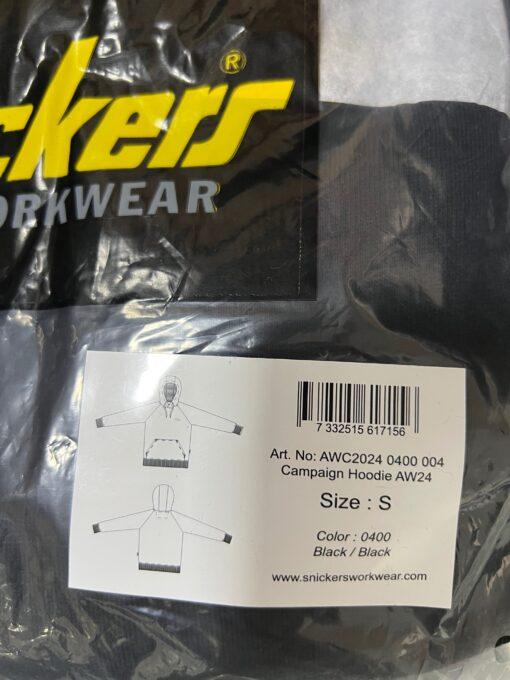 ckers®
ORKWEAR
7 332515 617156
Art. No: AWC2024 0400 004
Campaign Hoodie AW24
Size : S
Color : 0400
Black / Black
www.snickersworkwear.com